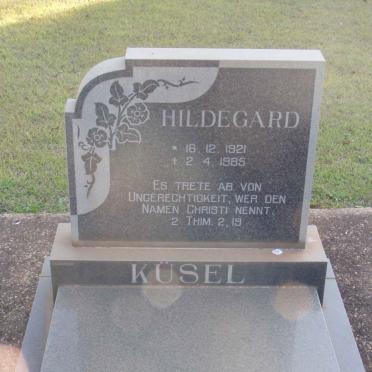 HILDEGARD
* 16. 12. 1921
+ 2. 4. 1985
ES TRETE AB VON
UNGERECHTIGKEIT, WER DEN
NAMEN CHRISTI NENNT.
2. THIM. 2,19
KÜSEL